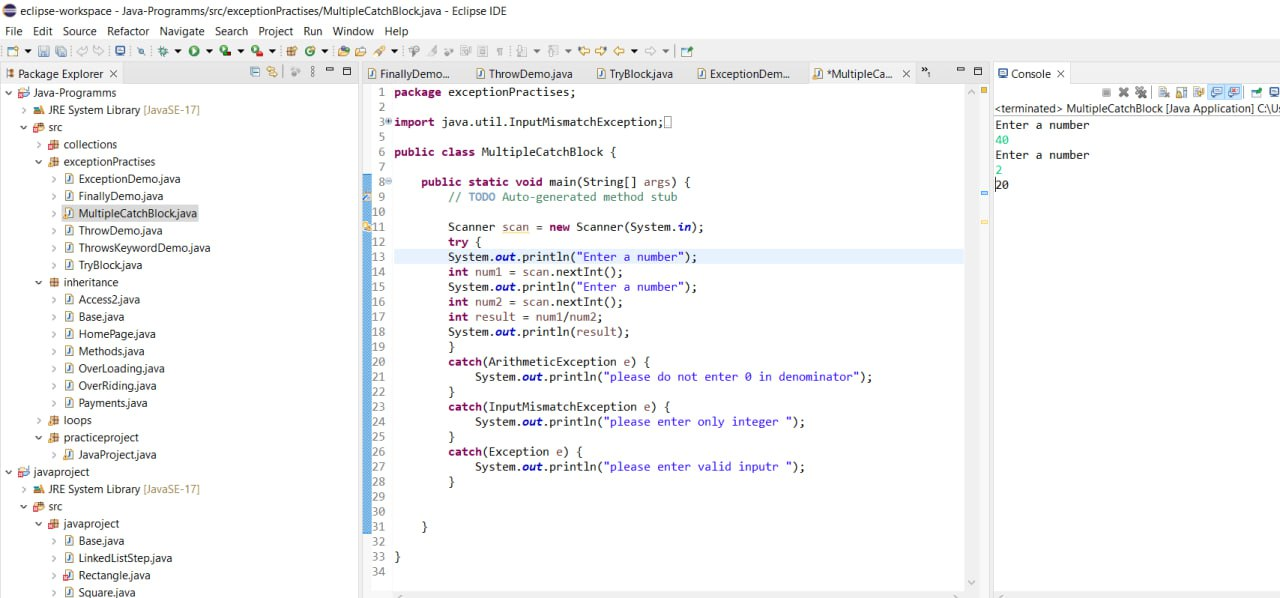 eclipse-workspace - Java-Programms/src/exceptionPractises/MultipleCatchBlock.java - Eclipse IDE
File Edit Source Refactor Navigate Search Project Run Window Help
Package Explorer
Java-Programms
JRE System Library [JavaSE-17]
src
collections
exceptionPractises
ExceptionDemo.java
FinallyDemo.java
MultipleCatchBlock.java
ThrowDemo.java
ThrowsKeywordDemo.java
TryBlock.java
inheritance
Access2.java
Base.java
HomePage.java
Methods.java
OverLoading.java
OverRiding.java
Payments.java
loops
practiceproject
JavaProject.java
javaproject
JRE System Library [JavaSE-17]
src
javaproject
Base.java
LinkedListStep.java
Rectangle.java
Square.java
FinallyDemo... ThrowDemo.java TryBlock.java ExceptionDem... *MultipleCa... »1
1 package exceptionPractises;
2
3 import java.util.InputMismatchException;
5
6 public class MultipleCatchBlock {
7
8 public static void main(String[] args) {
9 // TODO Auto-generated method stub
10
11 Scanner scan = new Scanner(System.in);
12 try {
13 System.out.println("Enter a number");
14 int num1 = scan.nextInt();
15 System.out.println("Enter a number");
16 int num2 = scan.nextInt();
17 int result = num1/num2;
18 System.out.println(result);
19 }
20 catch(ArithmeticException e) {
21 System.out.println("please do not enter 0 in denominator");
22 }
23 catch(InputMismatchException e) {
24 System.out.println("please enter only integer ");
25 }
26 catch(Exception e) {
27 System.out.println("please enter valid inputr ");
28 }
29
30
31 }
32
33 }
34
Console
<terminated> MultipleCatchBlock [Java Application] C:\Us
Enter a number
40
Enter a number
2
20